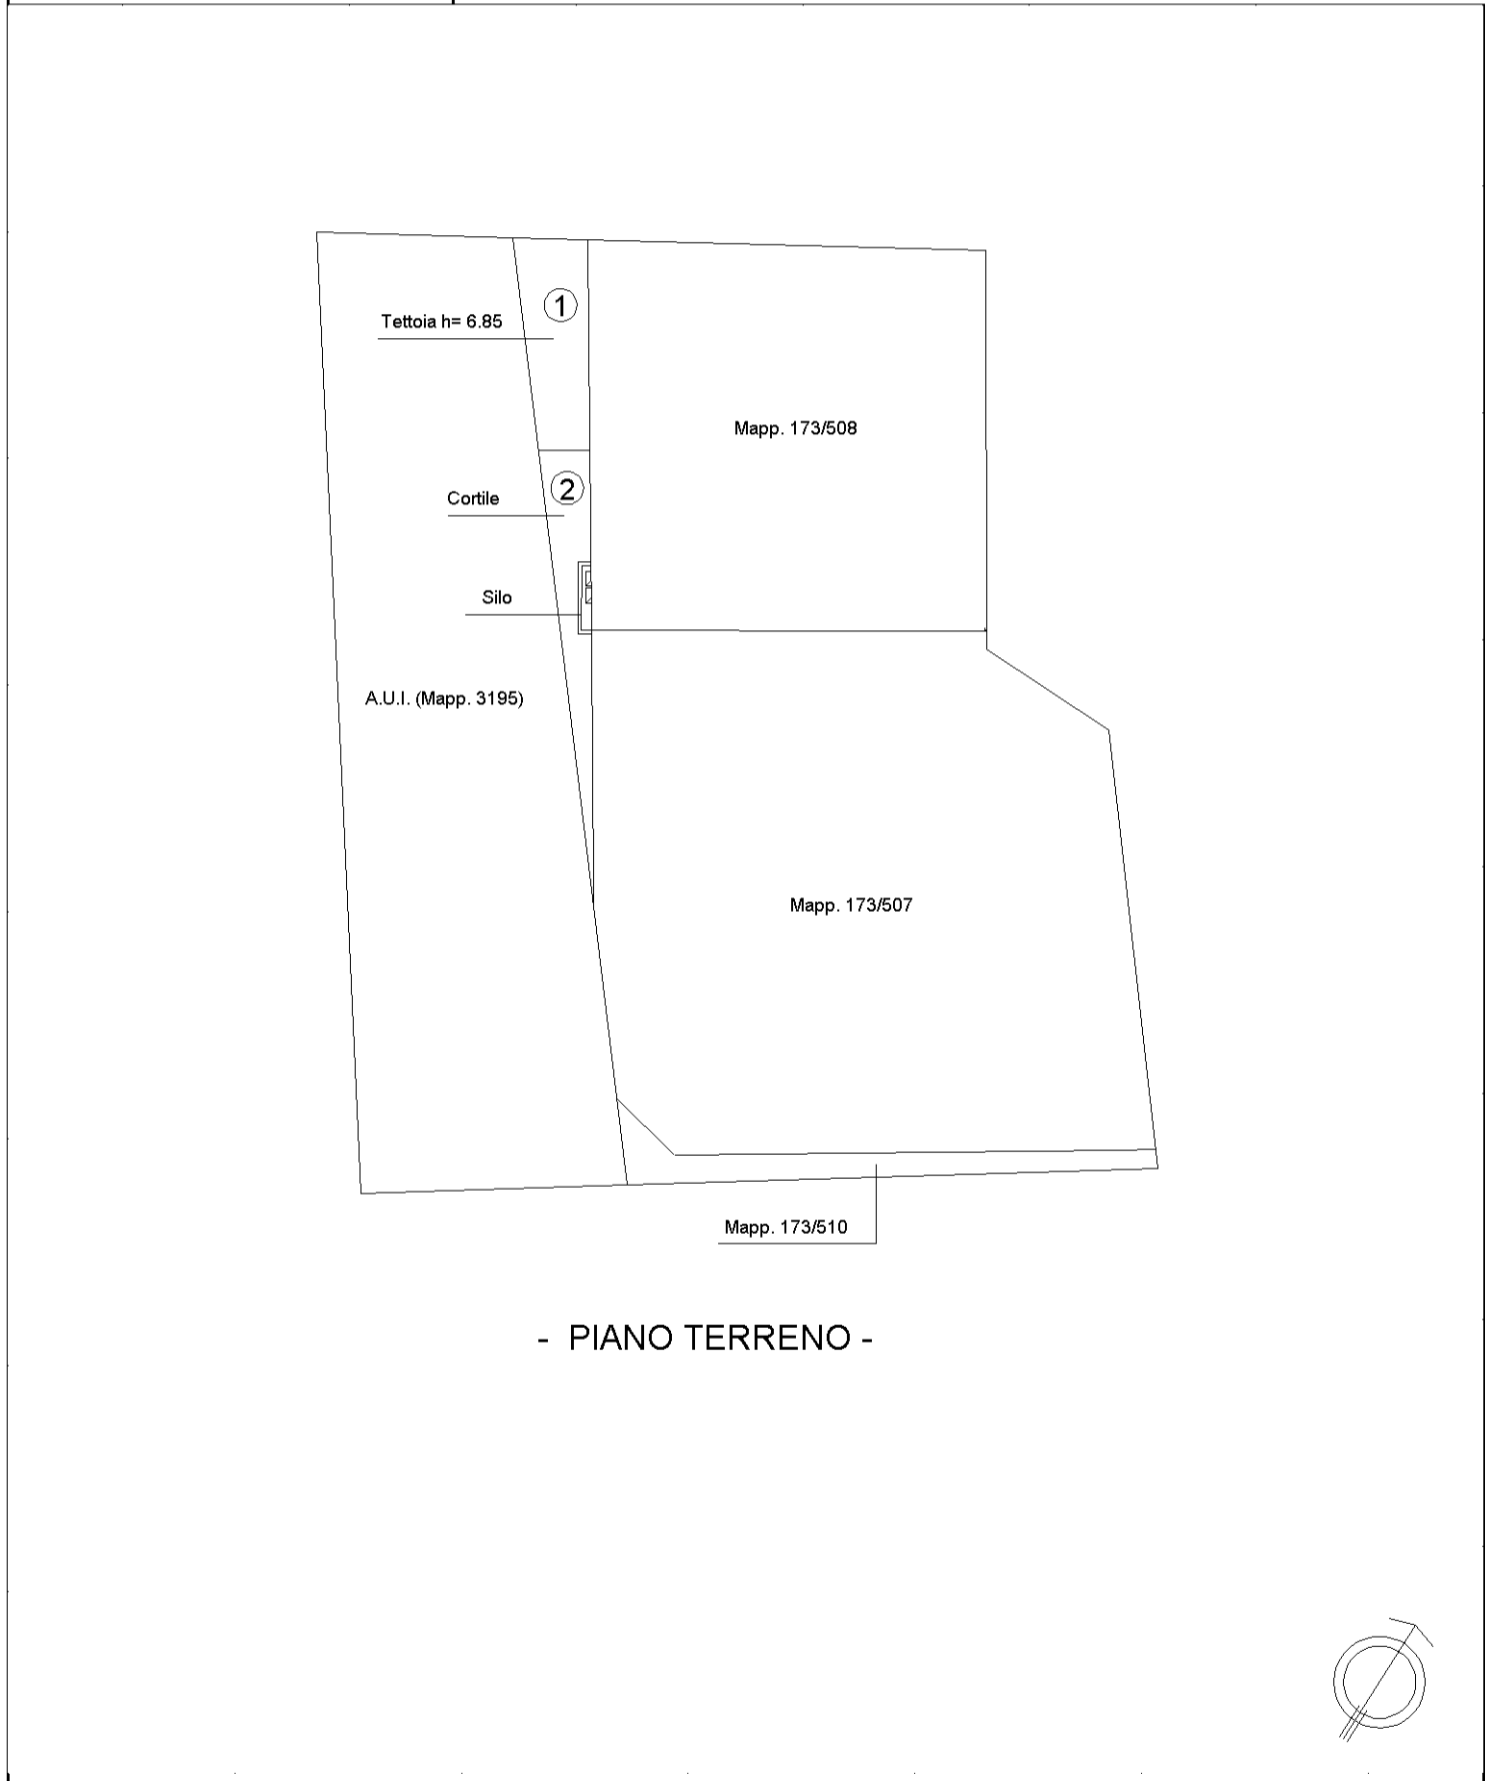 1
Tettoia h= 6.85
Mapp. 173/508
2
Cortile
Silo
A.U.I. (Mapp. 3195)
Mapp. 173/507
Mapp. 173/510
- PIANO TERRENO -